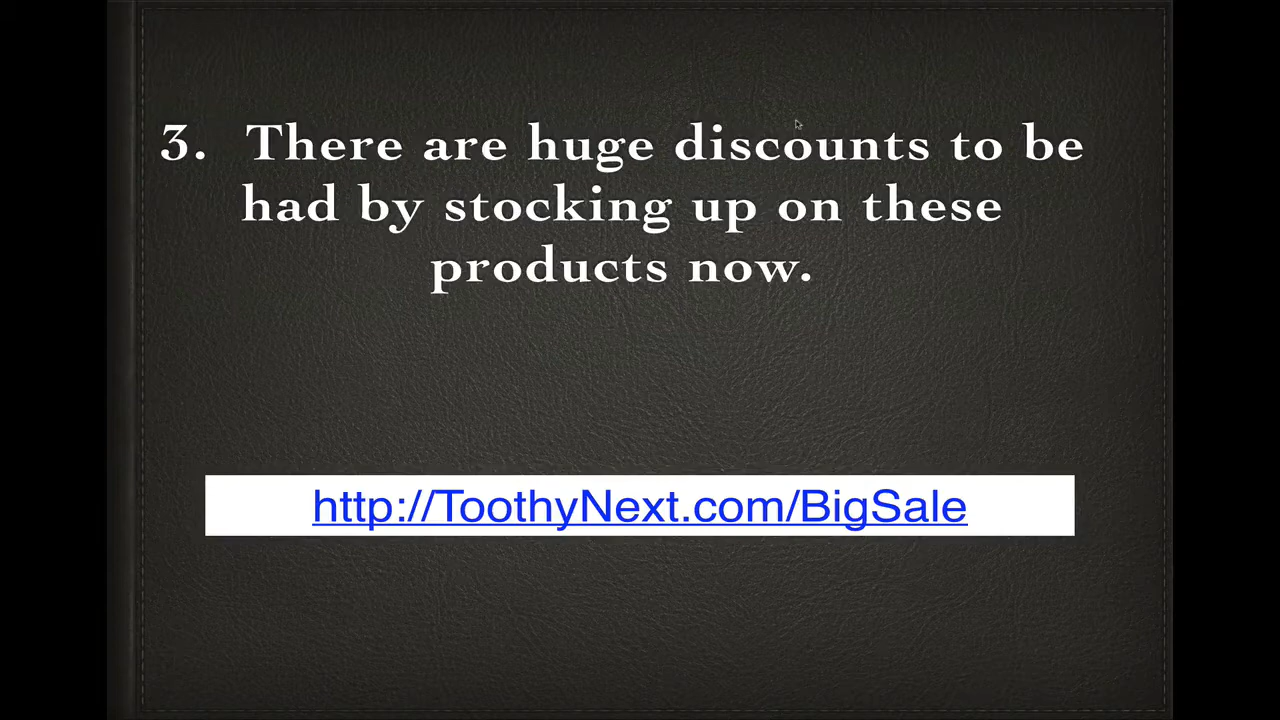 3. There are huge discounts to be
had by stocking up on these
products now.
http://ToothyNext.com/BigSale